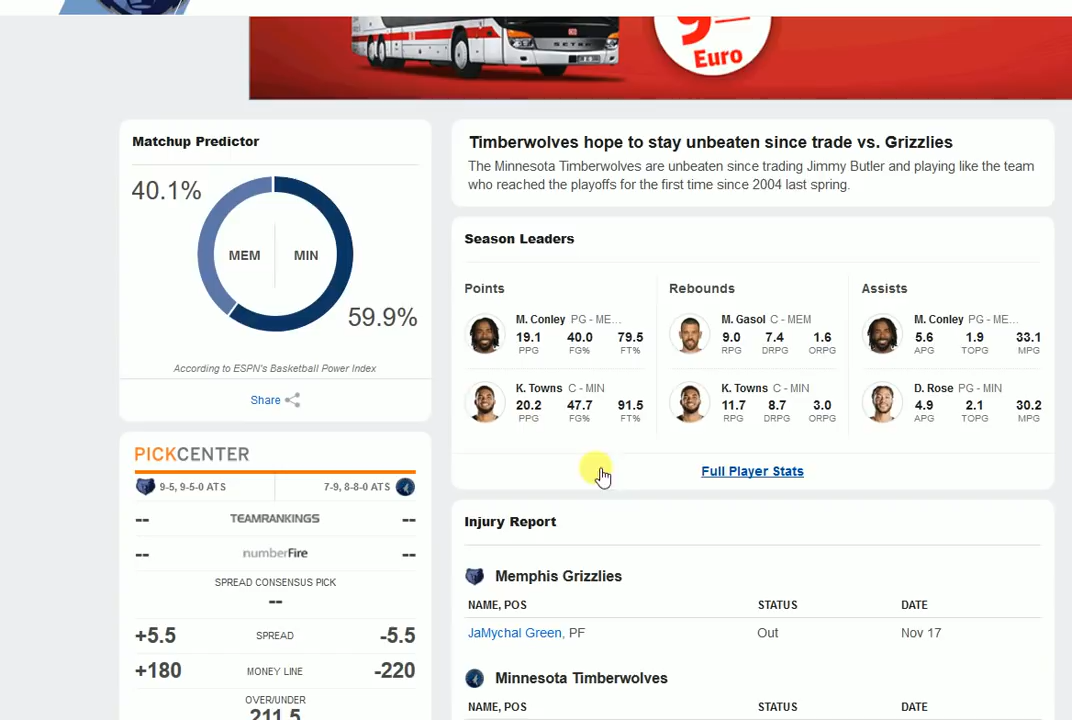 9
Euro
SETRA
Matchup Predictor
40.1%
MEM
MIN
59.9%
According to ESPN's Basketball Power Index
Share
PICKCENTER
9-5, 9-5-0 ATS
7-9, 8-8-0 ATS
-- TEAMRANKINGS --
-- numberFire --
SPREAD CONSENSUS PICK
--
+5.5 SPREAD -5.5
+180 MONEY LINE -220
OVER/UNDER
211.5
Timberwolves hope to stay unbeaten since trade vs. Grizzlies
The Minnesota Timberwolves are unbeaten since trading Jimmy Butler and playing like the team
who reached the playoffs for the first time since 2004 last spring.
Season Leaders
Points
M. Conley PG - ME...
19.1 40.0 79.5
PPG FG% FT%
K. Towns C - MIN
20.2 47.7 91.5
PPG FG% FT%
Rebounds
M. Gasol C - MEM
9.0 7.4 1.6
RPG DRPG ORPG
K. Towns C - MIN
11.7 8.7 3.0
RPG DRPG ORPG
Assists
M. Conley PG - ME...
5.6 1.9 33.1
APG TOPG MPG
D. Rose PG - MIN
4.9 2.1 30.2
APG TOPG MPG
Full Player Stats
Injury Report
Memphis Grizzlies
NAME, POS STATUS DATE
JaMychal Green, PF Out Nov 17
Minnesota Timberwolves
NAME, POS STATUS DATE